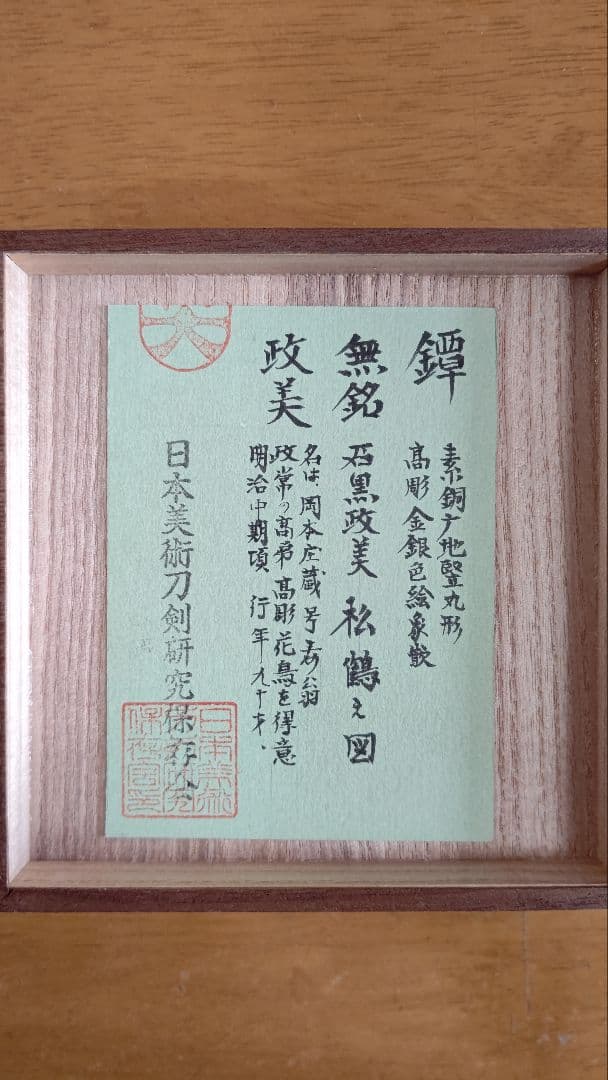 鐔
素銅ナ地竪丸形
高彫金銀色絵象嵌
無銘 石黒政美 松鶴之図
政美
名は岡本庄蔵 号寿翁
政常の高弟 高彫花鳥を得意
明治中期頃 行年九十才、
日本美術刀剣研究保存会